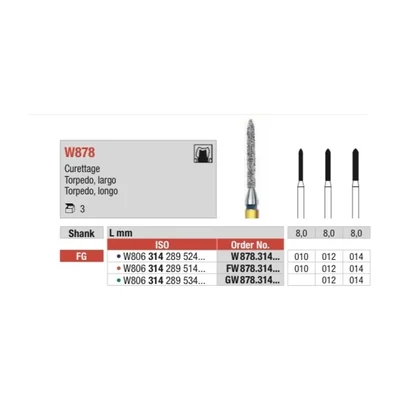 W878
Curettage
Torpedo, largo
Torpedo, longo
3
Shank L mm 8,0 8,0 8,0
ISO Order No.
FG W806 314 289 524... W878.314... 010 012 014
W806 314 289 514... FW878.314... 010 012 014
W806 314 289 534... GW878.314... 012 014